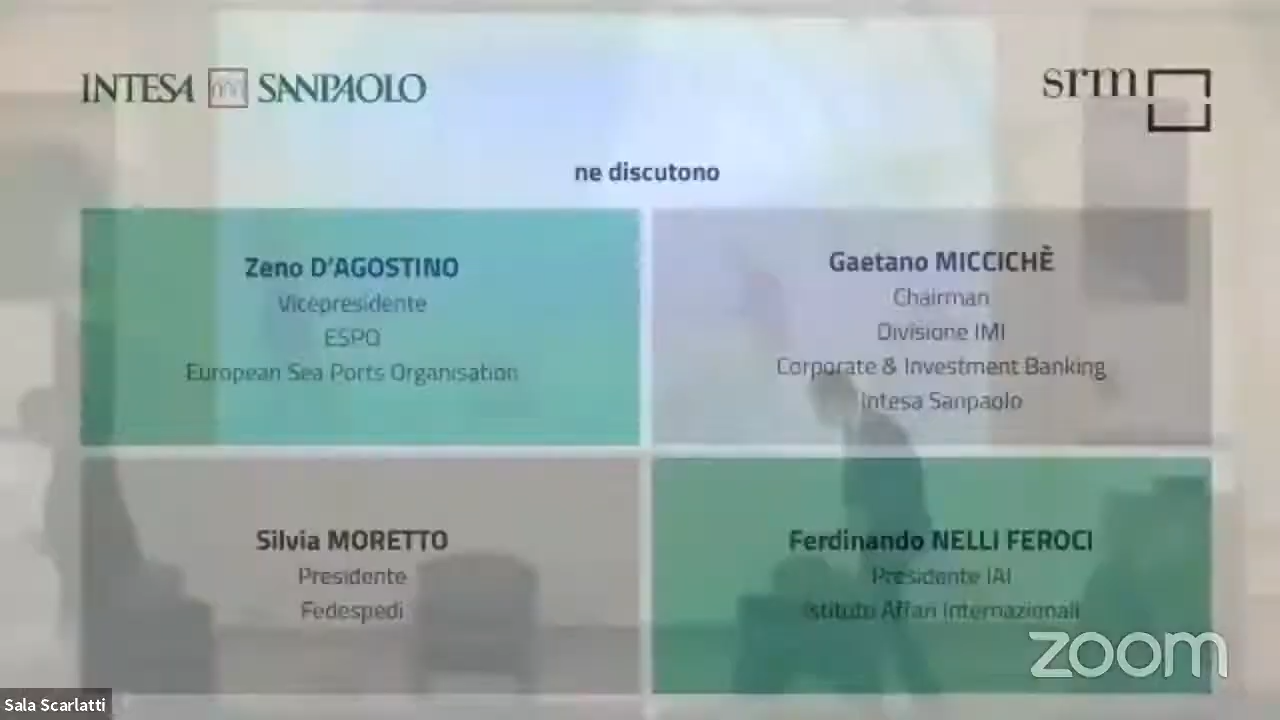 INTESA SANPAOLO
srm
ne discutono
Zeno D'AGOSTINO
Vicepresidente
ESPO
European Sea Ports Organisation
Gaetano MICCICHÈ
Chairman
Divisione IMI
Corporate & Investment Banking
Intesa Sanpaolo
Silvia MORETTO
Presidente
Fedespedi
Ferdinando NELLI FEROCI
Presidente IAI
Istituto Affari Internazionali
zoom
Sala Scarlatti